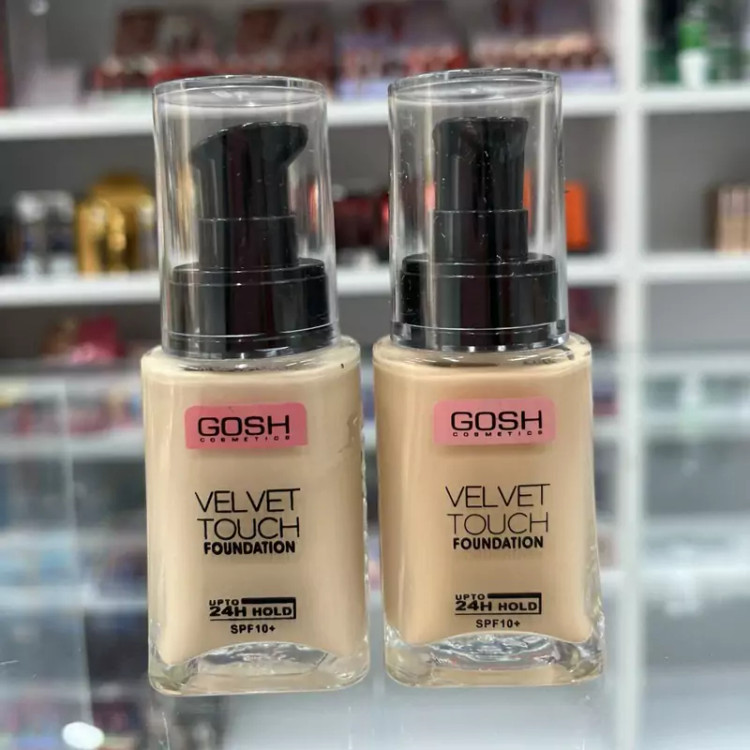 GOSH
COSMETICS
VELVET
TOUCH
FOUNDATION
UPTO
24H HOLD
SPF10+
GOSH
COSMETICS
VELVET
TOUCH
FOUNDATION
UPTO
24H HOLD
SPF10+